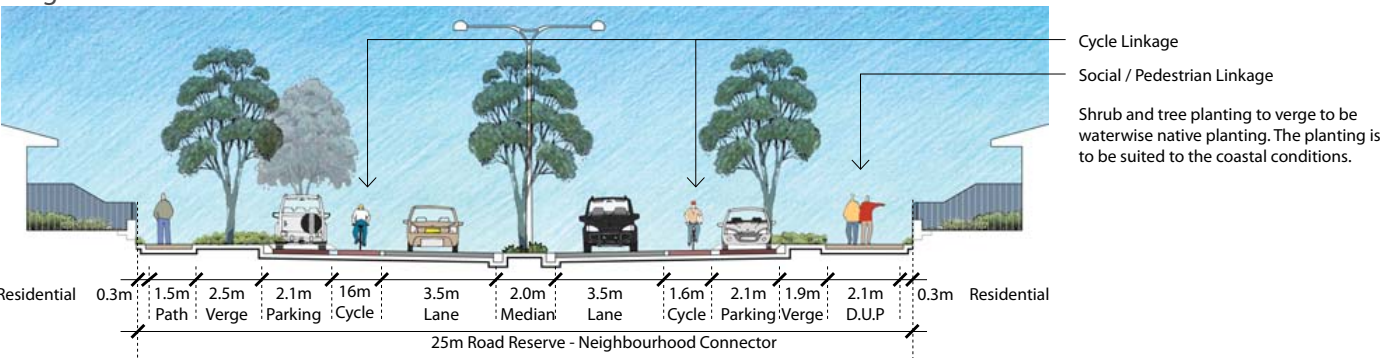 Cycle Linkage
Social / Pedestrian Linkage
Shrub and tree planting to verge to be
waterwise native planting. The planting is
to be suited to the coastal conditions.
Residential 0.3m 1.5m 2.5m 2.1m 16m 3.5m 2.0m 3.5m 1.6m 2.1m 1.9m 2.1m 0.3m Residential
Path Verge Parking Cycle Lane Median Lane Cycle Parking Verge D.U.P
25m Road Reserve - Neighbourhood Connector